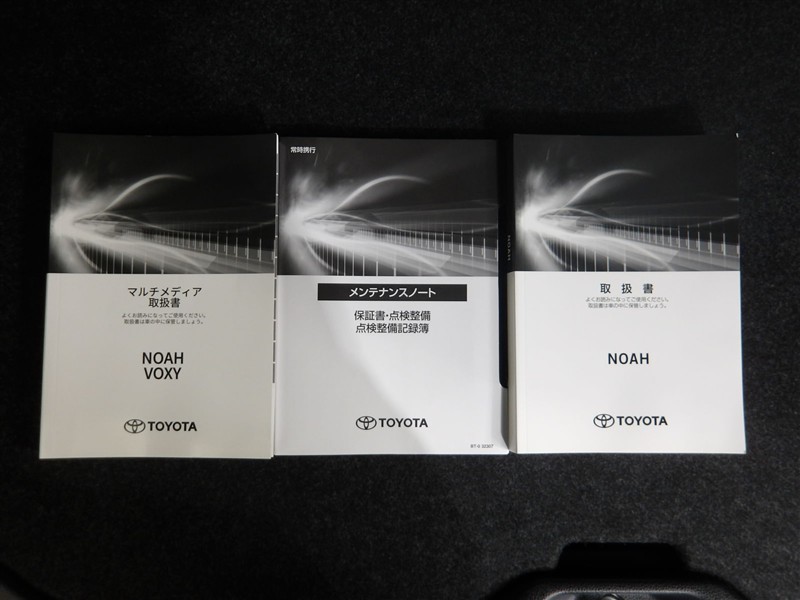 マルチメディア
取扱書
よくお読みになってご使用ください。
取扱書は車の中に保管しましょう。
NOAH
VOXY
TOYOTA
常時携行
メンテナンスノート
保証書・点検整備
点検整備記録簿
TOYOTA
取扱書
よくお読みになってご使用ください。
取扱書は車の中に保管しましょう。
NOAH
TOYOTA